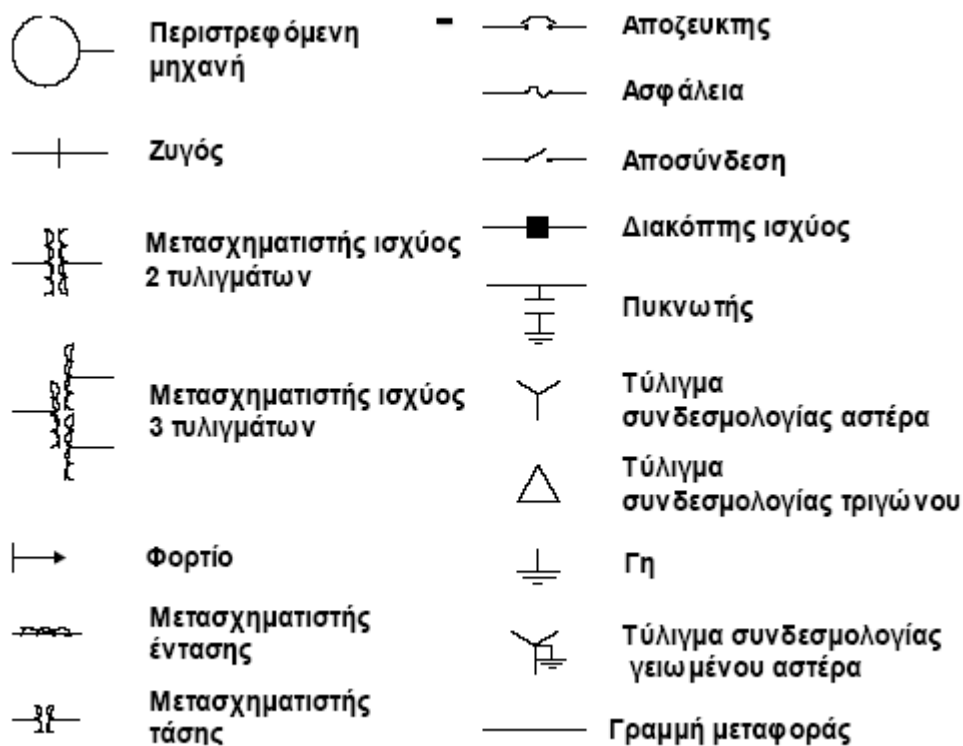 Περιστρεφόμενη
μηχανή
Ζυγός
Μετασχηματιστής ισχύος
2 τυλιγμάτων
Μετασχηματιστής ισχύος
3 τυλιγμάτων
Φορτίο
Μετασχηματιστής
έντασης
Μετασχηματιστής
τάσης
Αποζευκτης
Ασφάλεια
Αποσύνδεση
Διακόπτης ισχύος
Πυκνωτής
Τύλιγμα
συνδεσμολογίας αστέρα
Τύλιγμα
συνδεσμολογίας τριγώνου
Γη
Τύλιγμα συνδεσμολογίας
γειωμένου αστέρα
Γραμμή μεταφοράς